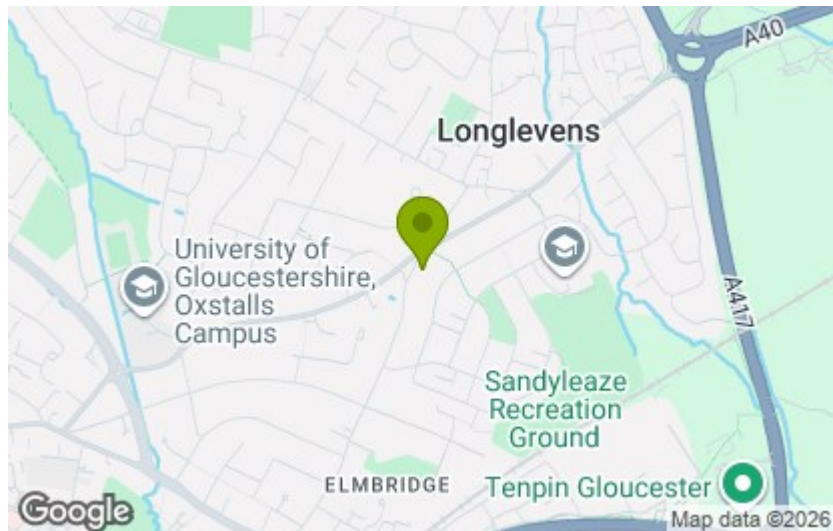 A40
Longlevens
University of
Gloucestershire,
Oxstalls
Campus
A417
Sandyleaze
Recreation
Ground
ELMBRIDGE
Tenpin Gloucester
Google
Map data ©2026